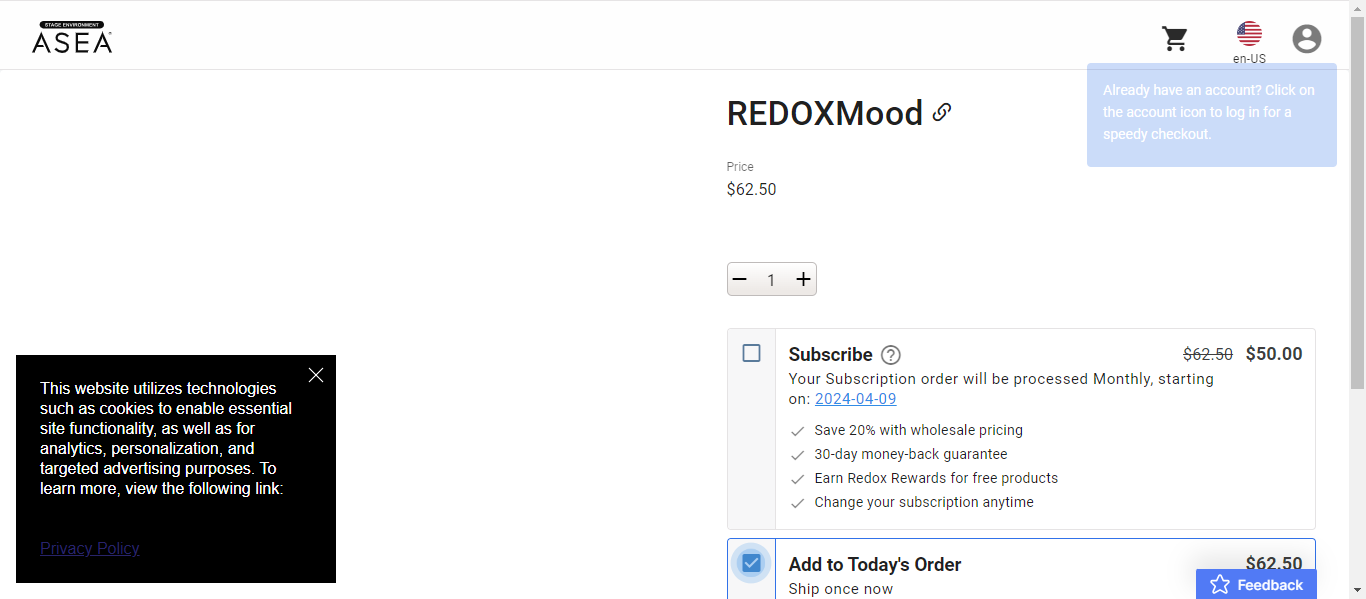 STAGE ENVIRONMENT
ASEA
en-US
Already have an account? Click on
the account icon to log in for a
speedy checkout.
REDOXMood
Price
$62.50
1
Subscribe
$62.50 $50.00
Your Subscription order will be processed Monthly, starting
on: 2024-04-09
Save 20% with wholesale pricing
30-day money-back guarantee
Earn Redox Rewards for free products
Change your subscription anytime
Add to Today's Order
$62.50
Ship once now
This website utilizes technologies
such as cookies to enable essential
site functionality, as well as for
analytics, personalization, and
targeted advertising purposes. To
learn more, view the following link:
Privacy Policy
Feedback